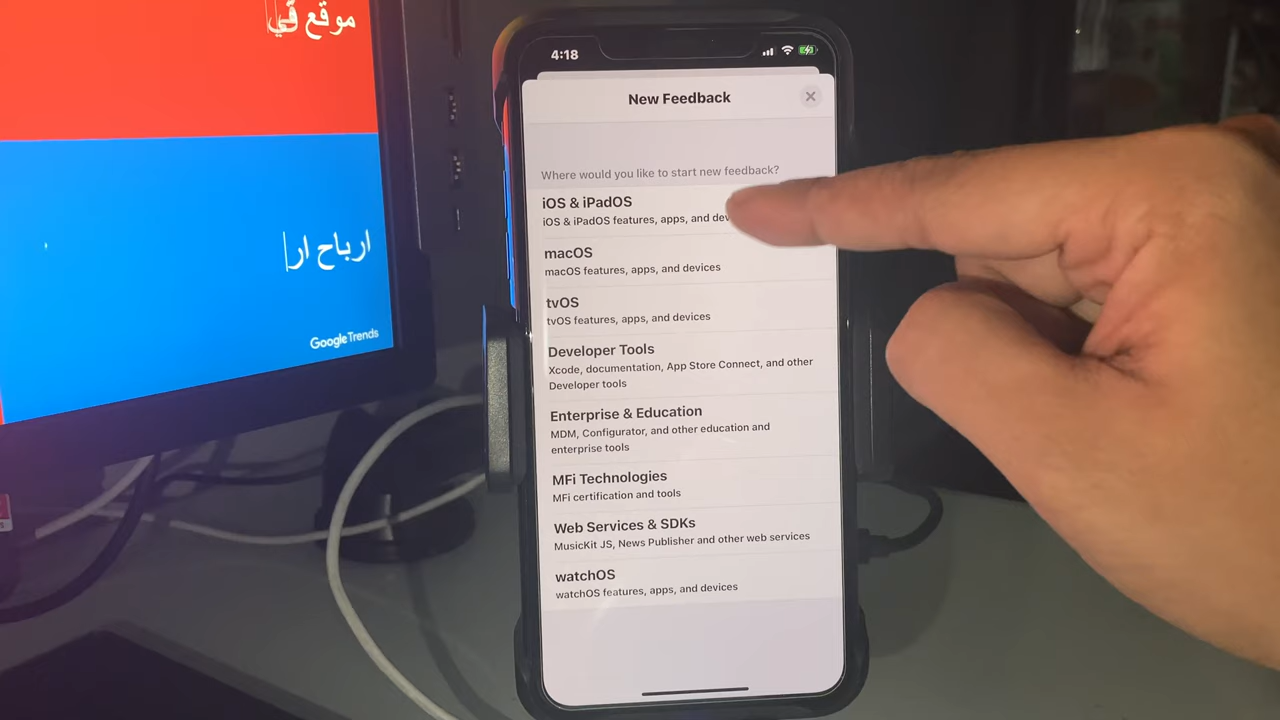 موقع
ارباح ار
Google Trends
4:18
New Feedback
Where would you like to start new feedback?
iOS & iPadOS
iOS & iPadOS features, apps, and
macOS
macOS features, apps, and devices
tvOS
tvOS features, apps, and devices
Developer Tools
Xcode, documentation, App Store Connect, and other
Developer tools
Enterprise & Education
MDM, Configurator, and other education and
enterprise tools
MFi Technologies
MFi certification and tools
Web Services & SDKs
MusicKit JS, News Publisher and other web services
watchOS
watchOS features, apps, and devices